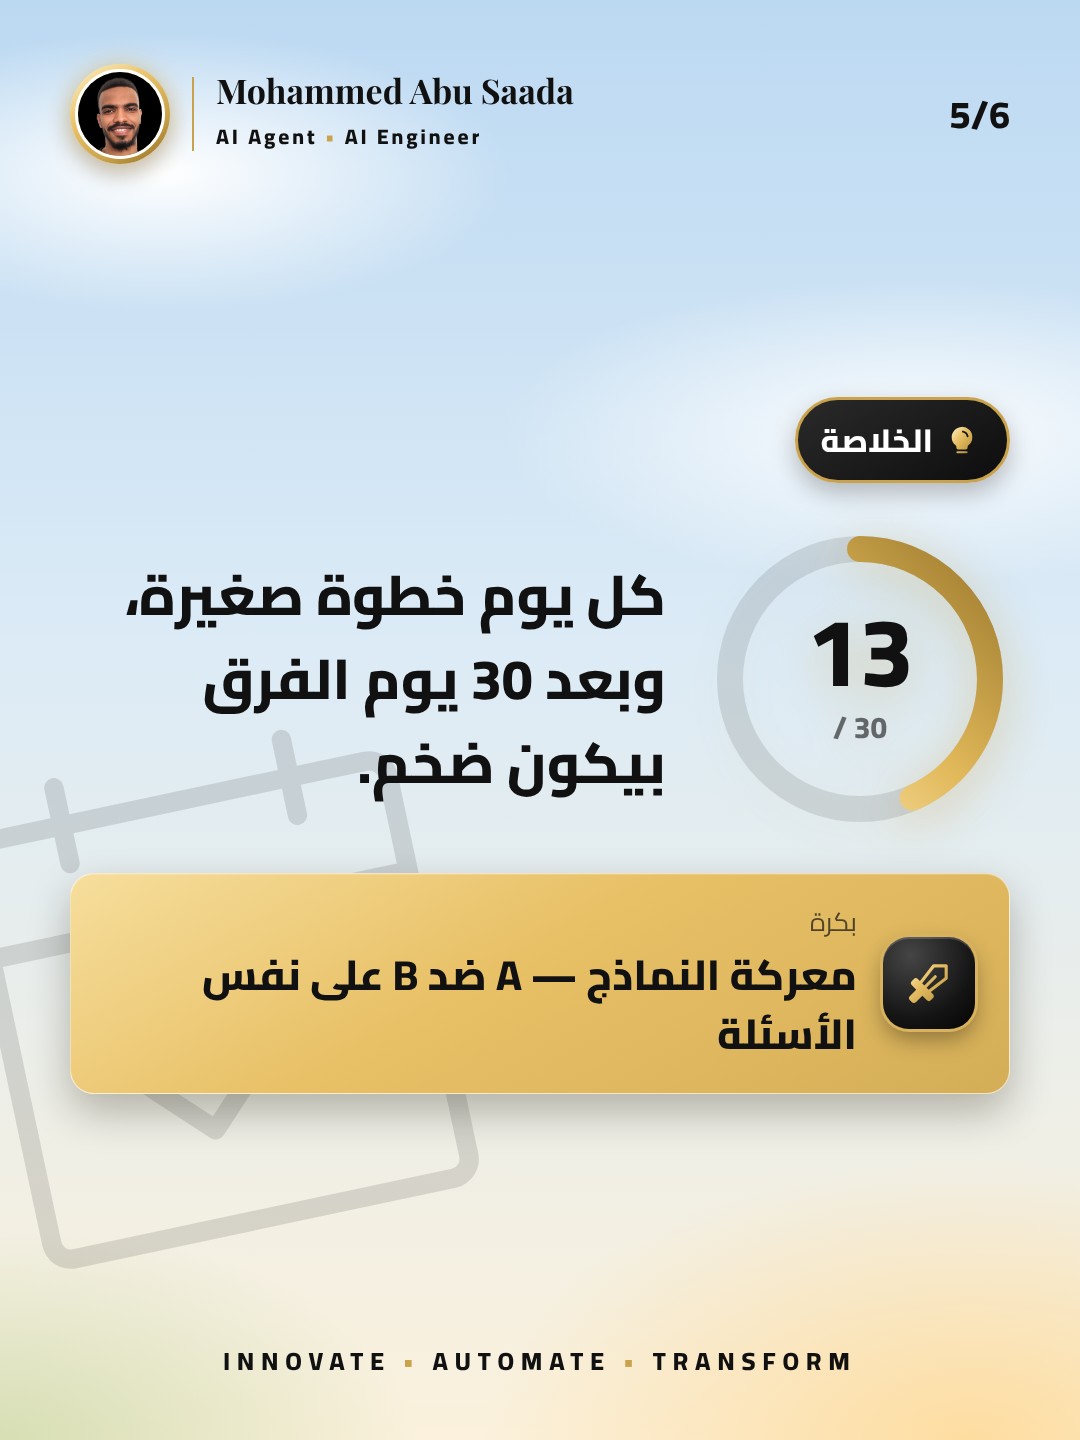 Mohammed Abu Saada
AI Agent ▪ AI Engineer
5/6
الخلاصة
13
/ 30
كل يوم خطوة صغيرة،
وبعد 30 يوم الفرق
بيكون ضخم.
بكرة
معركة النماذج — A ضد B على نفس
الأسئلة
INNOVATE ▪ AUTOMATE ▪ TRANSFORM